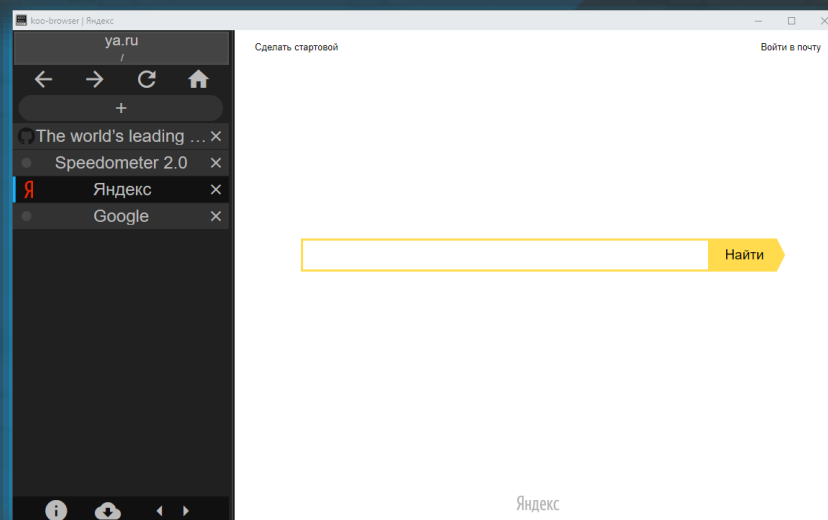 koo-browser | Яндекс
ya.ru
/
Сделать стартовой
Войти в почту
+
The world's leading ...
Speedometer 2.0
Я
Яндекс
Google
Найти
Яндекс